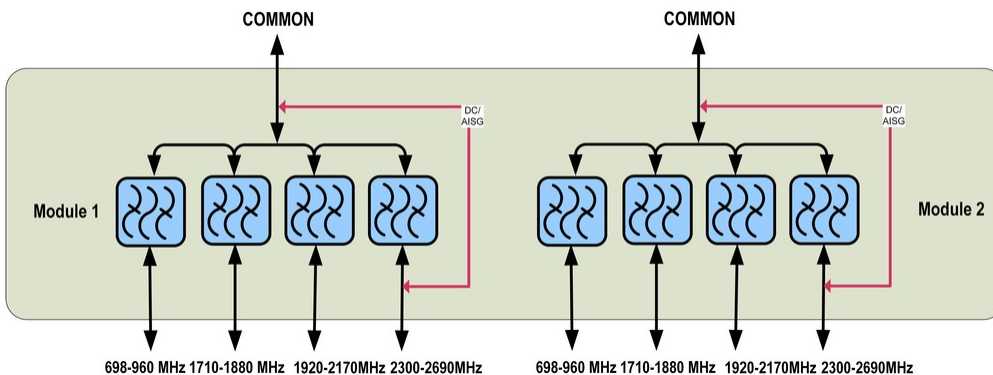 COMMON
COMMON
DC/
AISG
DC/
AISG
Module 1
Module 2
698-960 MHz 1710-1880 MHz 1920-2170MHz 2300-2690MHz
698-960 MHz 1710-1880 MHz 1920-2170MHz 2300-2690MHz